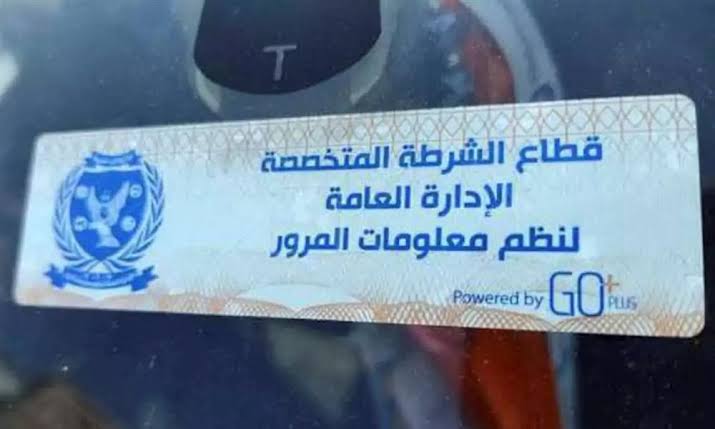 T
قطاع الشرطة المتخصصة
الإدارة العامة
لنظم معلومات المرور
Powered by GO+ PLUS